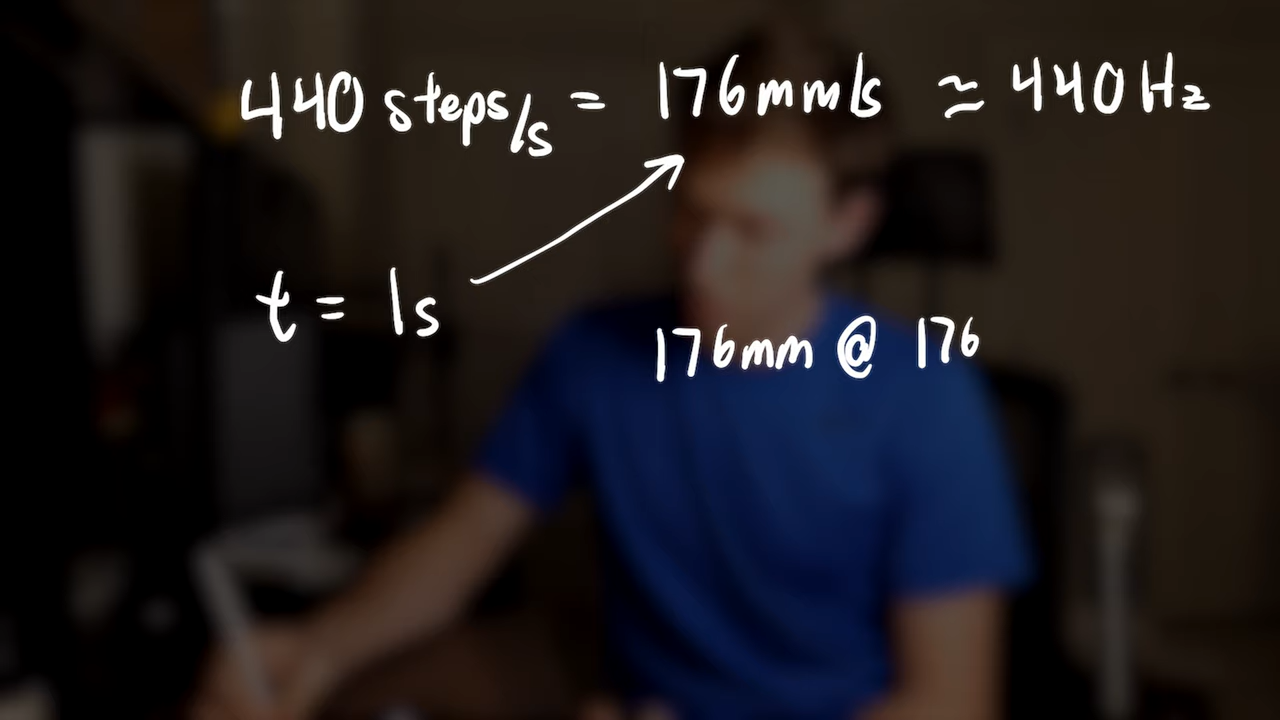 440 steps/s = 176mm/s ≃ 440Hz
t = 1s
176mm @ 176